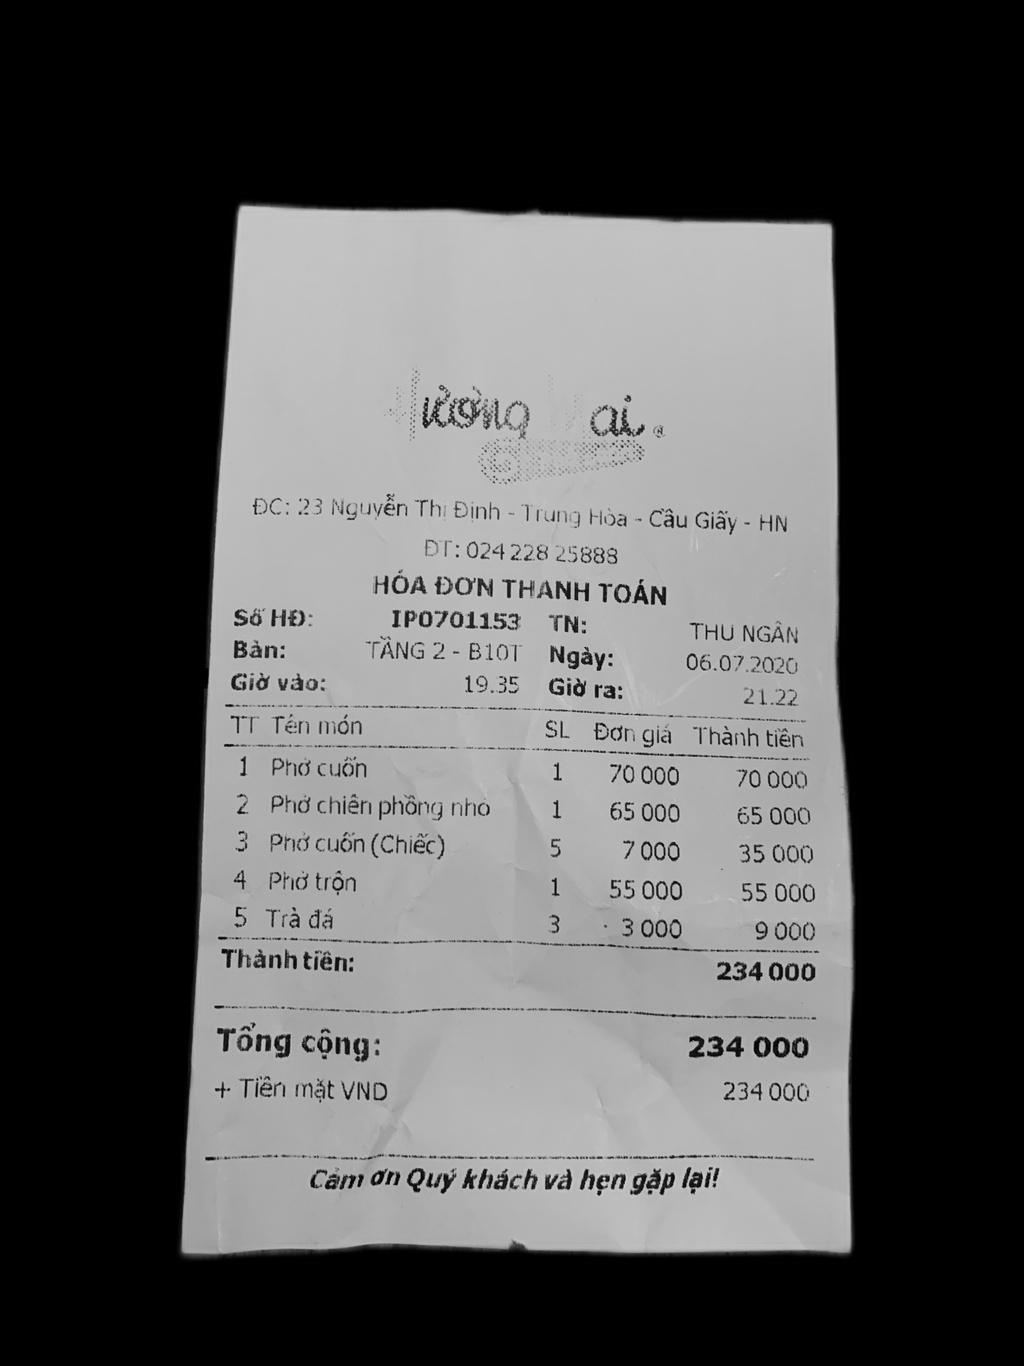 Hường Mai ®
ĐC: 23 Nguyễn Thị Định - Trung Hòa - Cầu Giấy - HN
ĐT: 024 228 25888
HÓA ĐƠN THANH TOÁN
Số HĐ: IP0701153 TN: THU NGÂN
Bàn: TẦNG 2 - B10T Ngày: 06.07.2020
Giờ vào: 19.35 Giờ ra: 21.22
TT Tên món SL Đơn giá Thành tiền
1 Phở cuốn 1 70 000 70 000
2 Phở chiên phồng nhỏ 1 65 000 65 000
3 Phở cuốn (Chiếc) 5 7 000 35 000
4 Phở trộn 1 55 000 55 000
5 Trà đá 3 3 000 9 000
Thành tiền: 234 000
Tổng cộng: 234 000
+ Tiền mặt VND 234 000
Cảm ơn Quý khách và hẹn gặp lại!